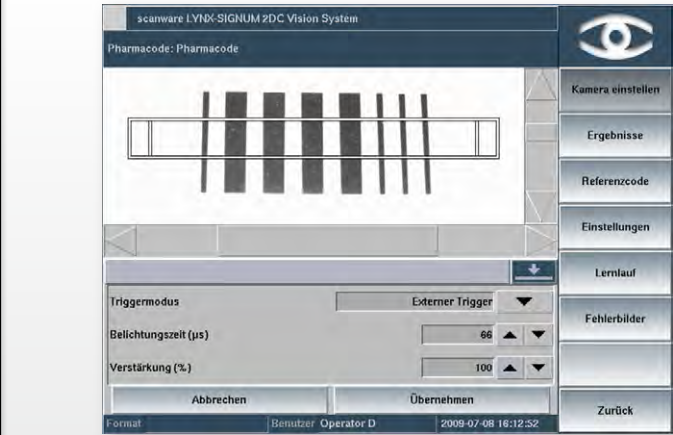 scanware LYNX-SIGNUM 2DC Vision System
Pharmacode: Pharmacode
Kamera einstellen
Ergebnisse
Referenzcode
Einstellungen
Lernlauf
Fehlerbilder
Zurück
Triggermodus Externer Trigger
Belichtungszeit (µs) 66
Verstärkung (%) 100
Abbrechen Übernehmen
Format Benutzer Operator D 2009-07-08 16:12:52